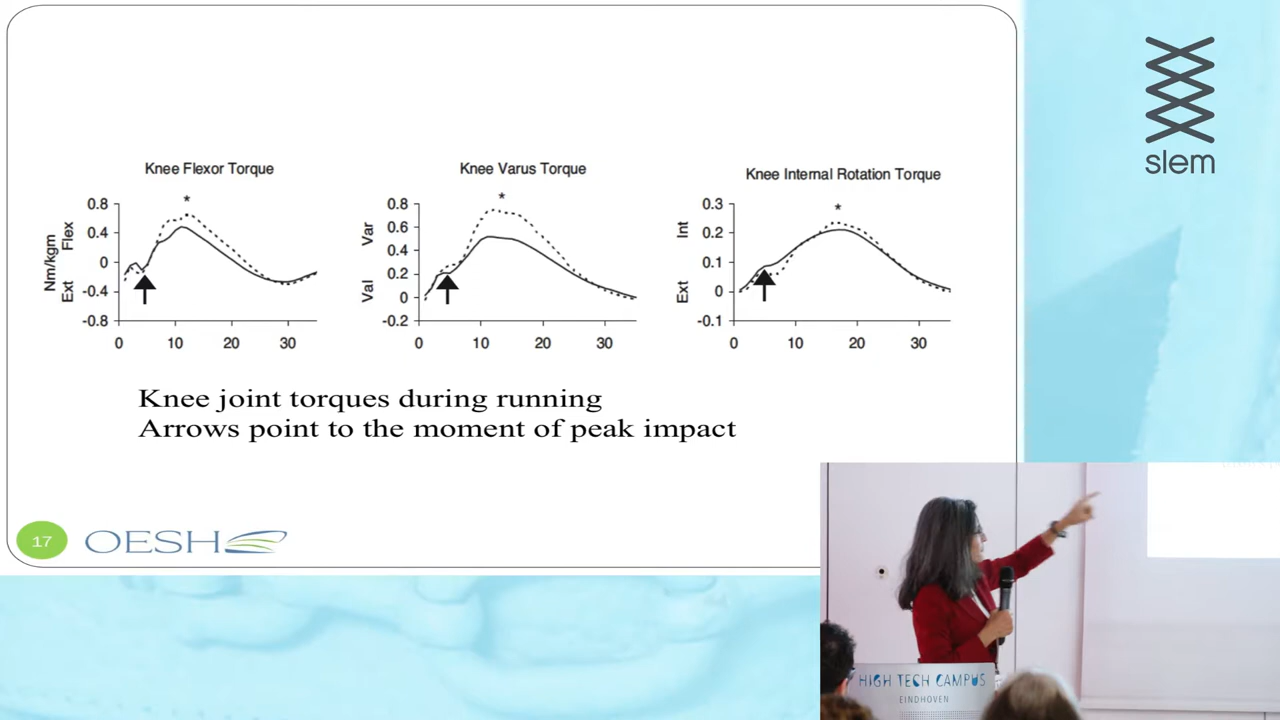 slem
Knee Flexor Torque
Nm/kgm
Ext Flex
0.8
0.4
0
-0.4
-0.8
0 10 20 30
*
Knee Varus Torque
Val Var
0.8
0.6
0.4
0.2
0
-0.2
0 10 20 30
*
Knee Internal Rotation Torque
Ext Int
0.3
0.2
0.1
0
-0.1
0 10 20 30
*
Knee joint torques during running
Arrows point to the moment of peak impact
17 OESH
HIGH TECH CAMPUS
EINDHOVEN